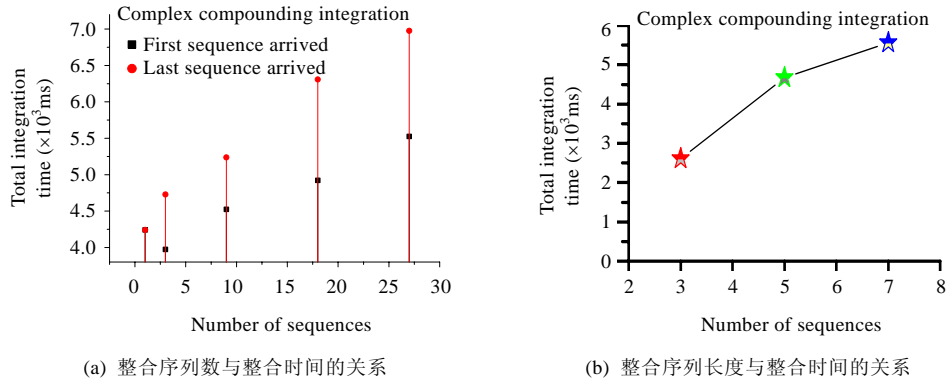 Complex compounding integration
First sequence arrived
Last sequence arrived
Total integration
time (×10³ms)
7.0
6.5
6.0
5.5
5.0
4.5
4.0
0 5 10 15 20 25 30
Number of sequences
(a) 整合序列数与整合时间的关系
Complex compounding integration
Total integration
time (×10³ms)
6
5
4
3
2
1
0
2 3 4 5 6 7 8
Number of sequences
(b) 整合序列长度与整合时间的关系